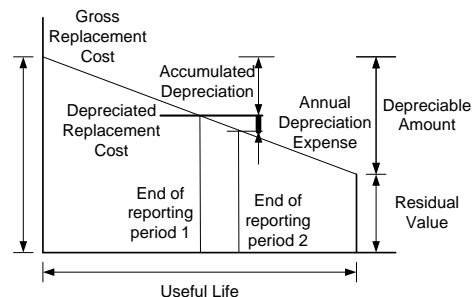 Gross
Replacement
Cost
Accumulated
Depreciation
Depreciated
Replacement
Cost
Annual
Depreciation
Expense
Depreciable
Amount
End of
reporting
period 1
End of
reporting
period 2
Residual
Value
Useful Life